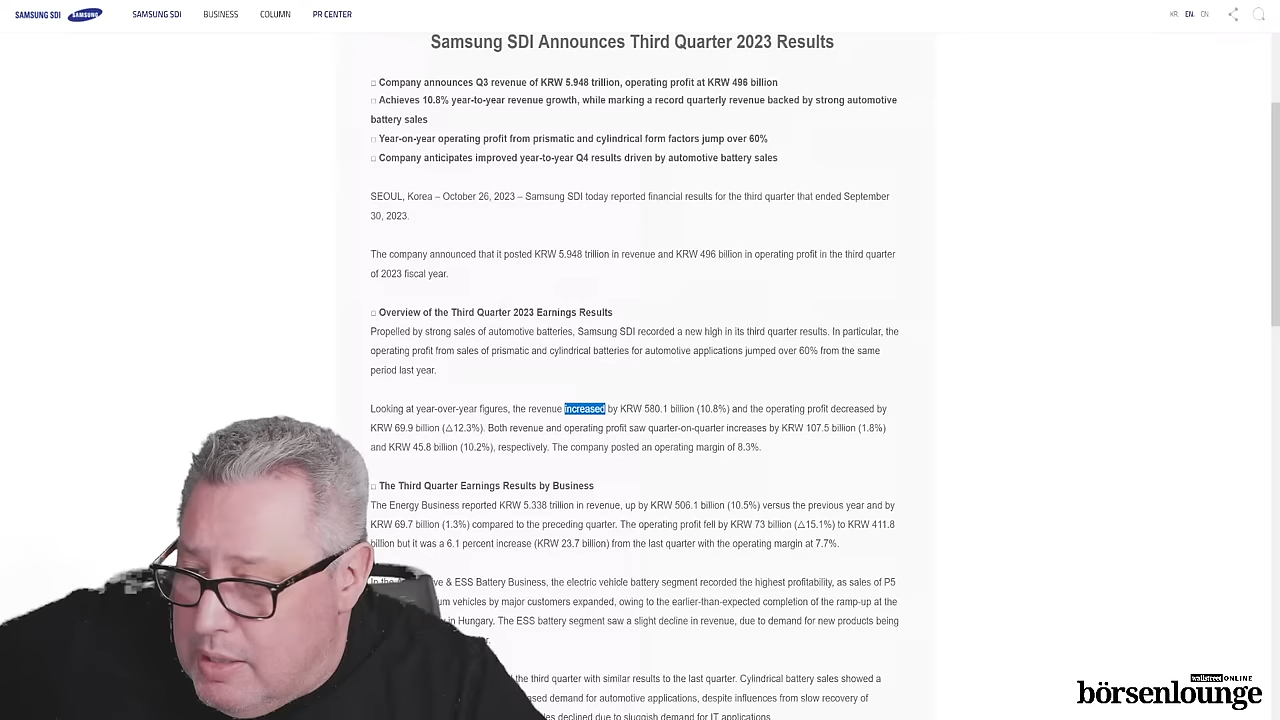 SAMSUNG SDI SAMSUNG SAMSUNG SDI BUSINESS COLUMN PR CENTER KR EN CN
Samsung SDI Announces Third Quarter 2023 Results
□ Company announces Q3 revenue of KRW 5.948 trillion, operating profit at KRW 496 billion
□ Achieves 10.8% year-to-year revenue growth, while marking a record quarterly revenue backed by strong automotive
battery sales
□ Year-on-year operating profit from prismatic and cylindrical form factors jump over 60%
□ Company anticipates improved year-to-year Q4 results driven by automotive battery sales
SEOUL, Korea – October 26, 2023 – Samsung SDI today reported financial results for the third quarter that ended September
30, 2023.
The company announced that it posted KRW 5.948 trillion in revenue and KRW 496 billion in operating profit in the third quarter
of 2023 fiscal year.
□ Overview of the Third Quarter 2023 Earnings Results
Propelled by strong sales of automotive batteries, Samsung SDI recorded a new high in its third quarter results. In particular, the
operating profit from sales of prismatic and cylindrical batteries for automotive applications jumped over 60% from the same
period last year.
Looking at year-over-year figures, the revenue increased by KRW 580.1 billion (10.8%) and the operating profit decreased by
KRW 69.9 billion (△12.3%). Both revenue and operating profit saw quarter-on-quarter increases by KRW 107.5 billion (1.8%)
and KRW 45.8 billion (10.2%), respectively. The company posted an operating margin of 8.3%.
□ The Third Quarter Earnings Results by Business
The Energy Business reported KRW 5.338 trillion in revenue, up by KRW 506.1 billion (10.5%) versus the previous year and by
KRW 69.7 billion (1.3%) compared to the preceding quarter. The operating profit fell by KRW 73 billion (△15.1%) to KRW 411.8
billion but it was a 6.1 percent increase (KRW 23.7 billion) from the last quarter with the operating margin at 7.7%.
In the & ESS Battery Business, the electric vehicle battery segment recorded the highest profitability, as sales of P5
vehicles by major customers expanded, owing to the earlier-than-expected completion of the ramp-up at the
in Hungary. The ESS battery segment saw a slight decline in revenue, due to demand for new products being
the third quarter with similar results to the last quarter. Cylindrical battery sales showed a
demand for automotive applications, despite influences from slow recovery of
declined due to sluggish demand for IT applications.
wallstreet ONLINE
börsenlounge